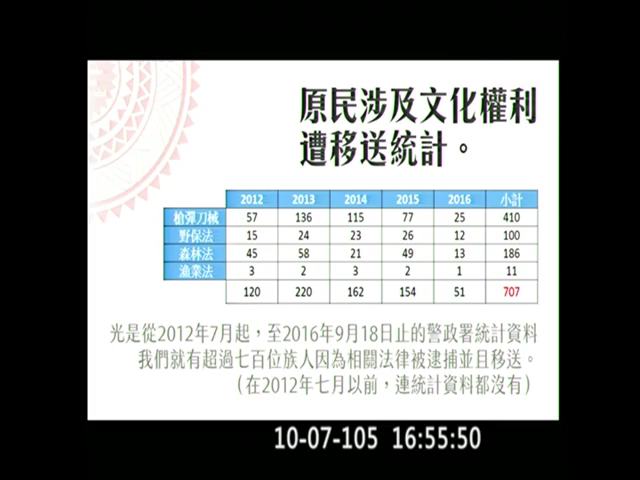 原民涉及文化權利
遭移送統計。
2012 2013 2014 2015 2016 小計
槍彈刀械 57 136 115 77 25 410
野保法 15 24 23 26 12 100
森林法 45 58 21 49 13 186
漁業法 3 2 3 2 1 11
120 220 162 154 51 707
光是從2012年7月起，至2016年9月18日止的警政署統計資料
我們就有超過七百位族人因為相關法律被逮捕並且移送。
（在2012年七月以前，連統計資料都沒有）
10-07-105 16:55:50